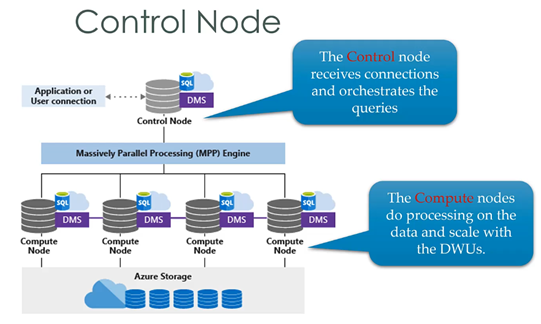 Control Node
The Control node
receives connections
and orchestrates the
queries
Application or
User connection
SQL
DMS
Control Node
Massively Parallel Processing (MPP) Engine
SQL
DMS
SQL
DMS
SQL
DMS
SQL
DMS
Compute
Node
Compute
Node
Compute
Node
Compute
Node
The Compute nodes
do processing on the
data and scale with
the DWUs.
Azure Storage